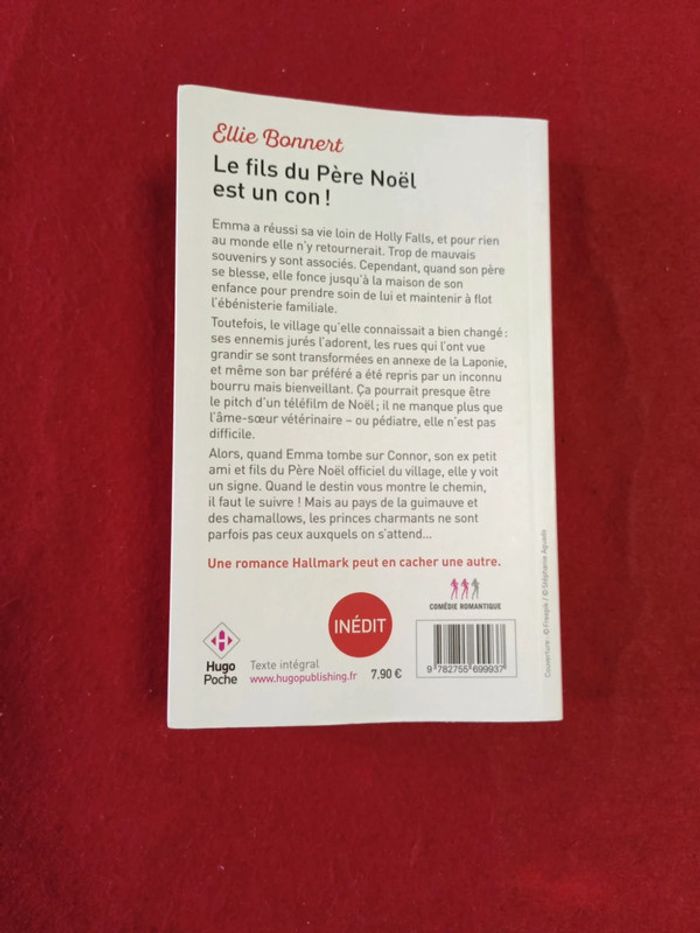 Ellie Bonnert
Le fils du Père Noël
est un con !
Emma a réussi sa vie loin de Holly Falls, et pour rien
au monde elle n'y retournerait. Trop de mauvais
souvenirs y sont associés. Cependant, quand son père
se blesse, elle fonce jusqu'à la maison de son
enfance pour prendre soin de lui et maintenir à flot
l'ébénisterie familiale.
Toutefois, le village qu'elle connaissait a bien changé :
ses ennemis jurés l'adorent, les rues qui l'ont vue
grandir se sont transformées en annexe de la Laponie,
et même son bar préféré a été repris par un inconnu
bourru mais bienveillant. Ça pourrait presque être
le pitch d'un téléfilm de Noël ; il ne manque plus que
l'âme-sœur vétérinaire – ou pédiatre, elle n'est pas
difficile.
Alors, quand Emma tombe sur Connor, son ex petit
ami et fils du Père Noël officiel du village, elle y voit
un signe. Quand le destin vous montre le chemin,
il faut le suivre ! Mais au pays de la guimauve et
des chamallows, les princes charmants ne sont
parfois pas ceux auxquels on s'attend...
Une romance Hallmark peut en cacher une autre.
COMÉDIE ROMANTIQUE
INÉDIT
Hugo
Poche
Texte intégral
www.hugopublishing.fr
7.90 €
9 782755 699937
Couverture : © Freepik / © Stéphanie Aguado